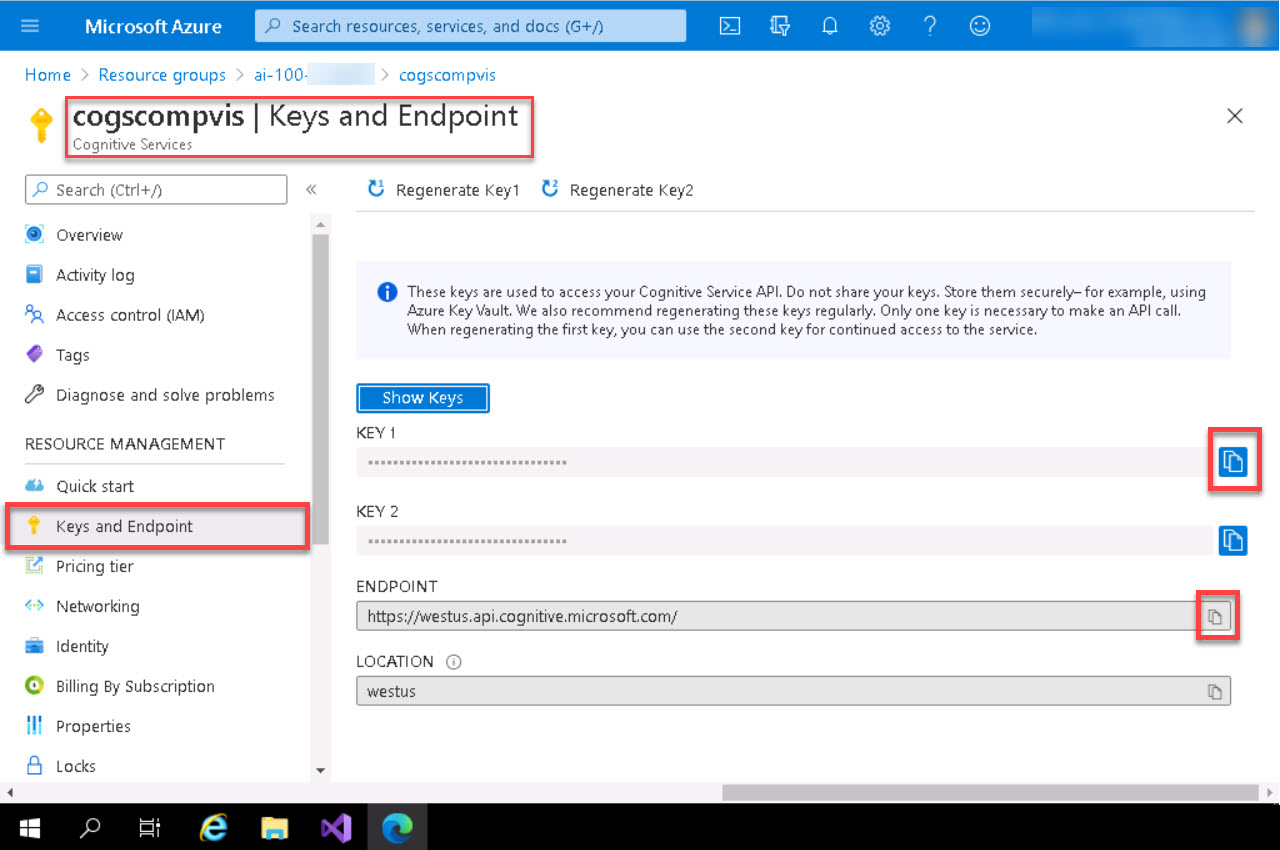 Microsoft Azure
Search resources, services, and docs (G+/)
Home > Resource groups > ai-100- > cogscompvis
cogscompvis | Keys and Endpoint
Cognitive Services
Search (Ctrl+/)
«
Regenerate Key1
Regenerate Key2
Overview
Activity log
Access control (IAM)
Tags
Diagnose and solve problems
RESOURCE MANAGEMENT
Quick start
Keys and Endpoint
Pricing tier
Networking
Identity
Billing By Subscription
Properties
Locks
These keys are used to access your Cognitive Service API. Do not share your keys. Store them securely– for example, using
Azure Key Vault. We also recommend regenerating these keys regularly. Only one key is necessary to make an API call.
When regenerating the first key, you can use the second key for continued access to the service.
Show Keys
KEY 1
KEY 2
ENDPOINT
https://westus.api.cognitive.microsoft.com/
LOCATION
westus